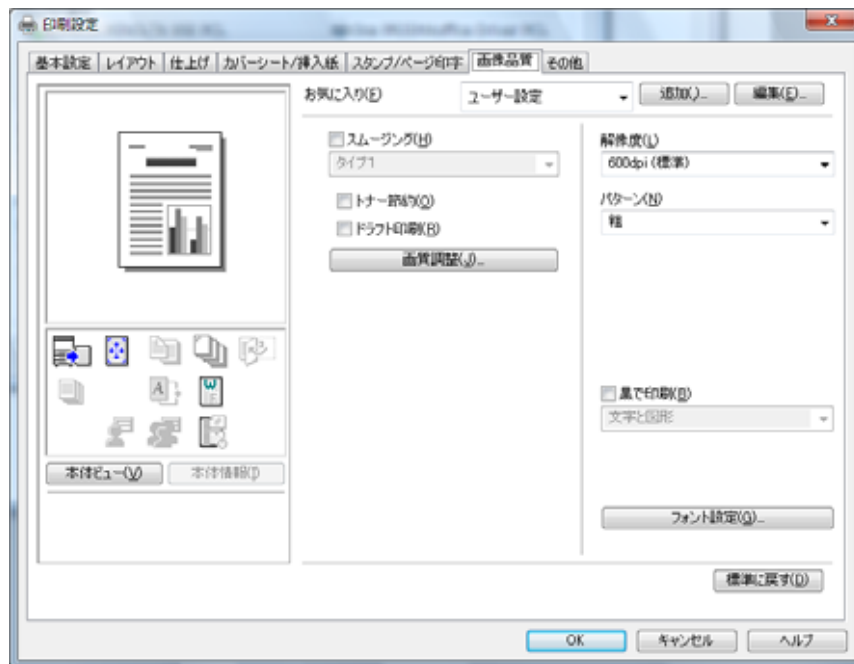 印刷設定
基本設定 レイアウト 仕上げ カバーシート/挿入紙 スタンプ/ページ印字 画像品質 その他
お気に入り(F) ユーザー設定 追加()... 編集(E)...
スムージング(H)
タイプ1
トナー節約(O)
ドラフト印刷(R)
画質調整(J)...
解像度(L)
600dpi (標準)
パターン(N)
粗
黒で印刷(B)
文字と図形
フォント設定(G)...
本体ビュー(V) 本体情報(I)
標準に戻す(D)
OK キャンセル ヘルプ